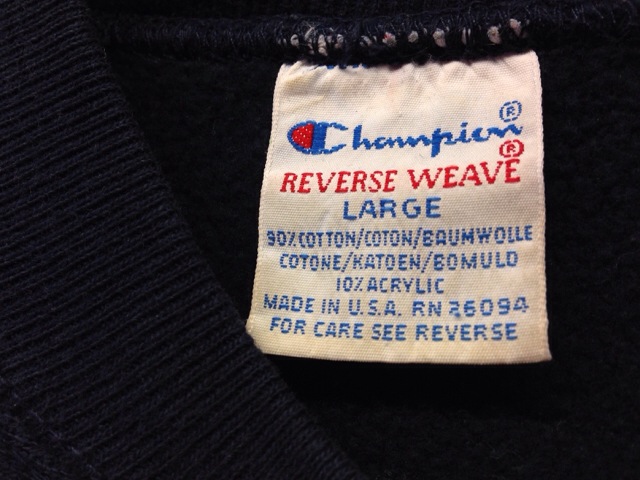 Champion®
REVERSE WEAVE®
LARGE
90%COTTON/COTON/BAUMWOLLE
COTONE/KATOEN/BOMULD
10%ACRYLIC
MADE IN U.S.A. RN 26094
FOR CARE SEE REVERSE